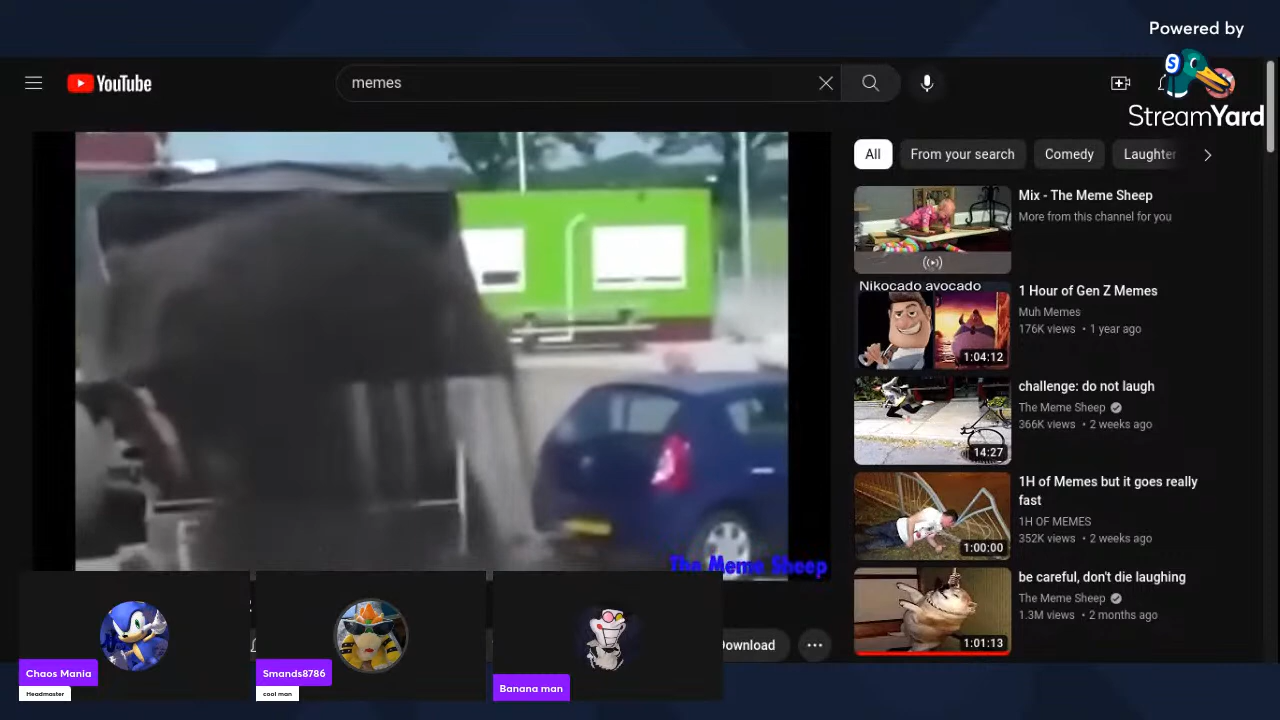 Powered by
StreamYard
YouTube
memes
All
From your search
Comedy
Laughter
Mix - The Meme Sheep
More from this channel for you
Nikocado avocado
1 Hour of Gen Z Memes
Muh Memes
176K views • 1 year ago
1:04:12
challenge: do not laugh
The Meme Sheep
366K views • 2 weeks ago
14:27
1H of Memes but it goes really
fast
1H OF MEMES
352K views • 2 weeks ago
1:00:00
be careful, don't die laughing
The Meme Sheep
1.3M views • 2 months ago
1:01:13
The Meme Sheep
Download
Chaos Mania
Headmaster
Smands8786
cool man
Banana man